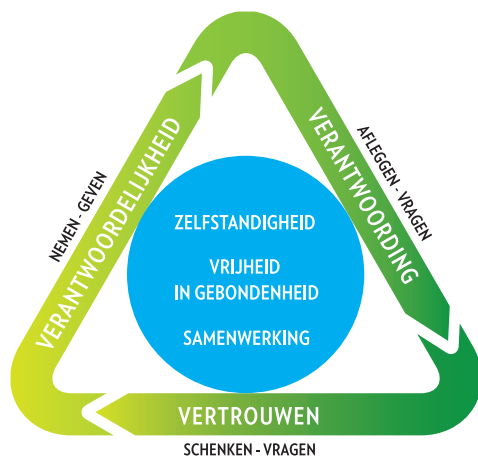 NEMEN - GEVEN
VERANTWOORDELIJKHEID
VERANTWOORDING
AFLEGGEN - VRAGEN
ZELFSTANDIGHEID
VRIJHEID
IN GEBONDENHEID
SAMENWERKING
VERTROUWEN
SCHENKEN - VRAGEN